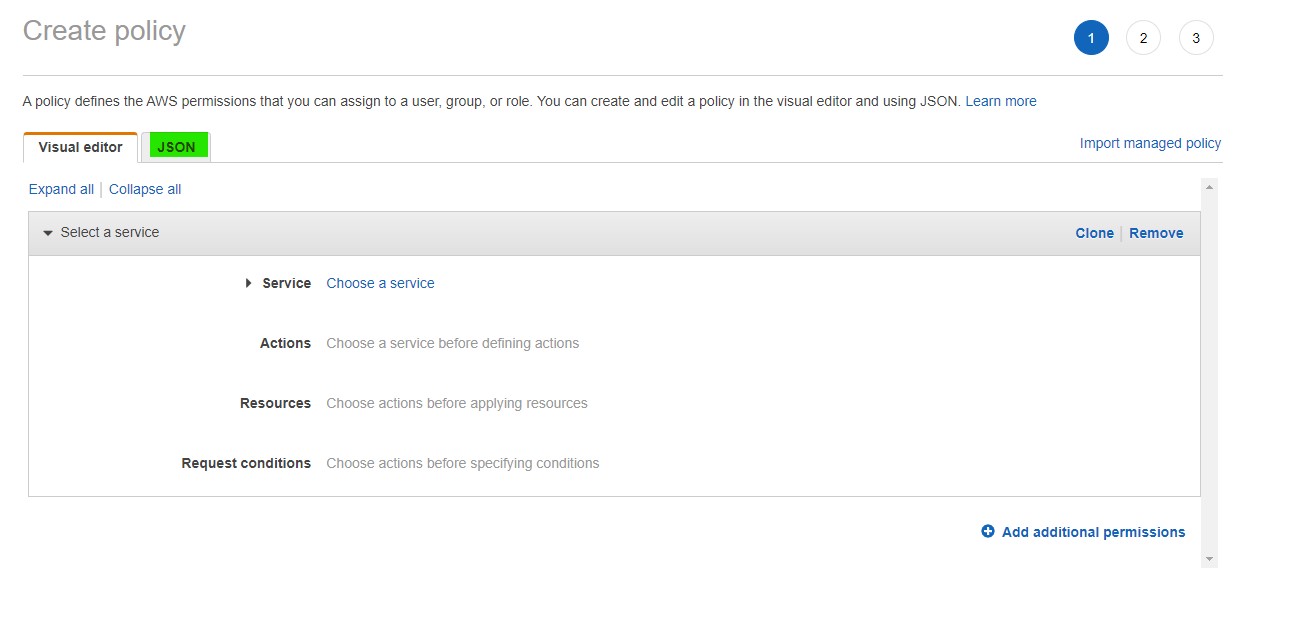 Create policy
1 2 3
A policy defines the AWS permissions that you can assign to a user, group, or role. You can create and edit a policy in the visual editor and using JSON. Learn more
Visual editor JSON Import managed policy
Expand all Collapse all
Select a service Clone Remove
Service Choose a service
Actions Choose a service before defining actions
Resources Choose actions before applying resources
Request conditions Choose actions before specifying conditions
Add additional permissions